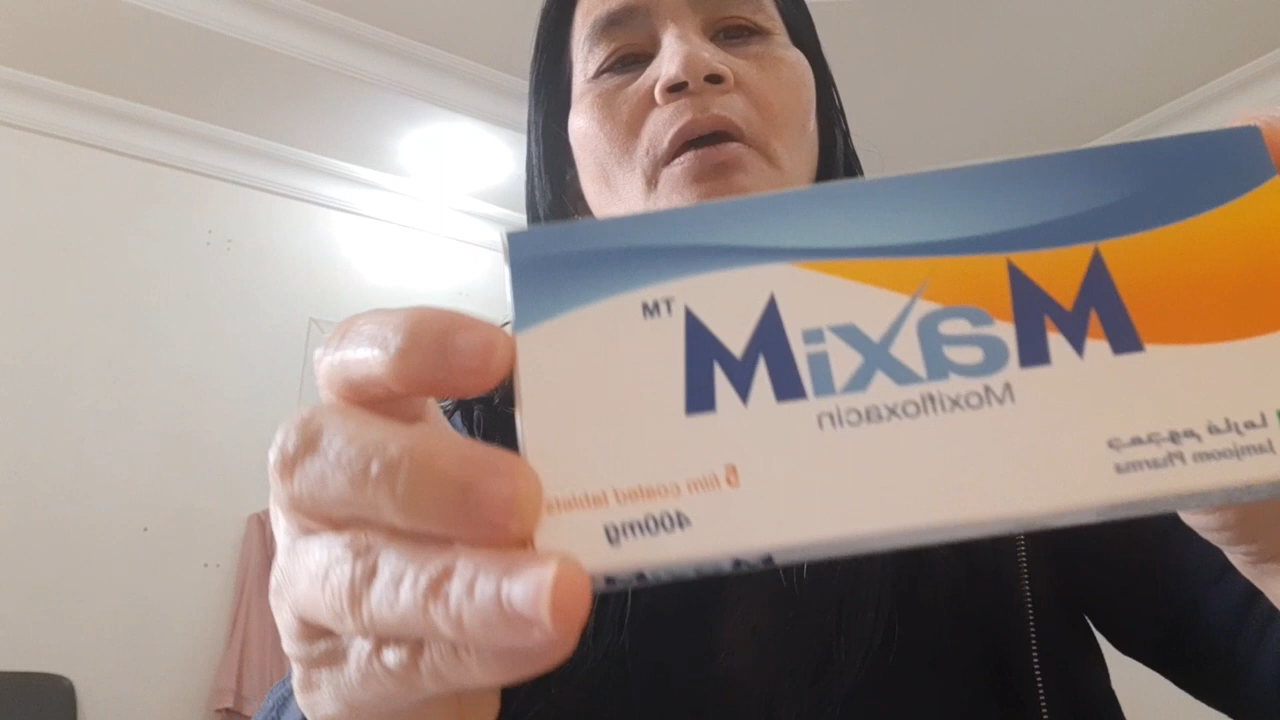 MaxiM™
Moxifloxacin
جمجوم فارما
Jamjoom Pharma
5 film coated tablets
400mg